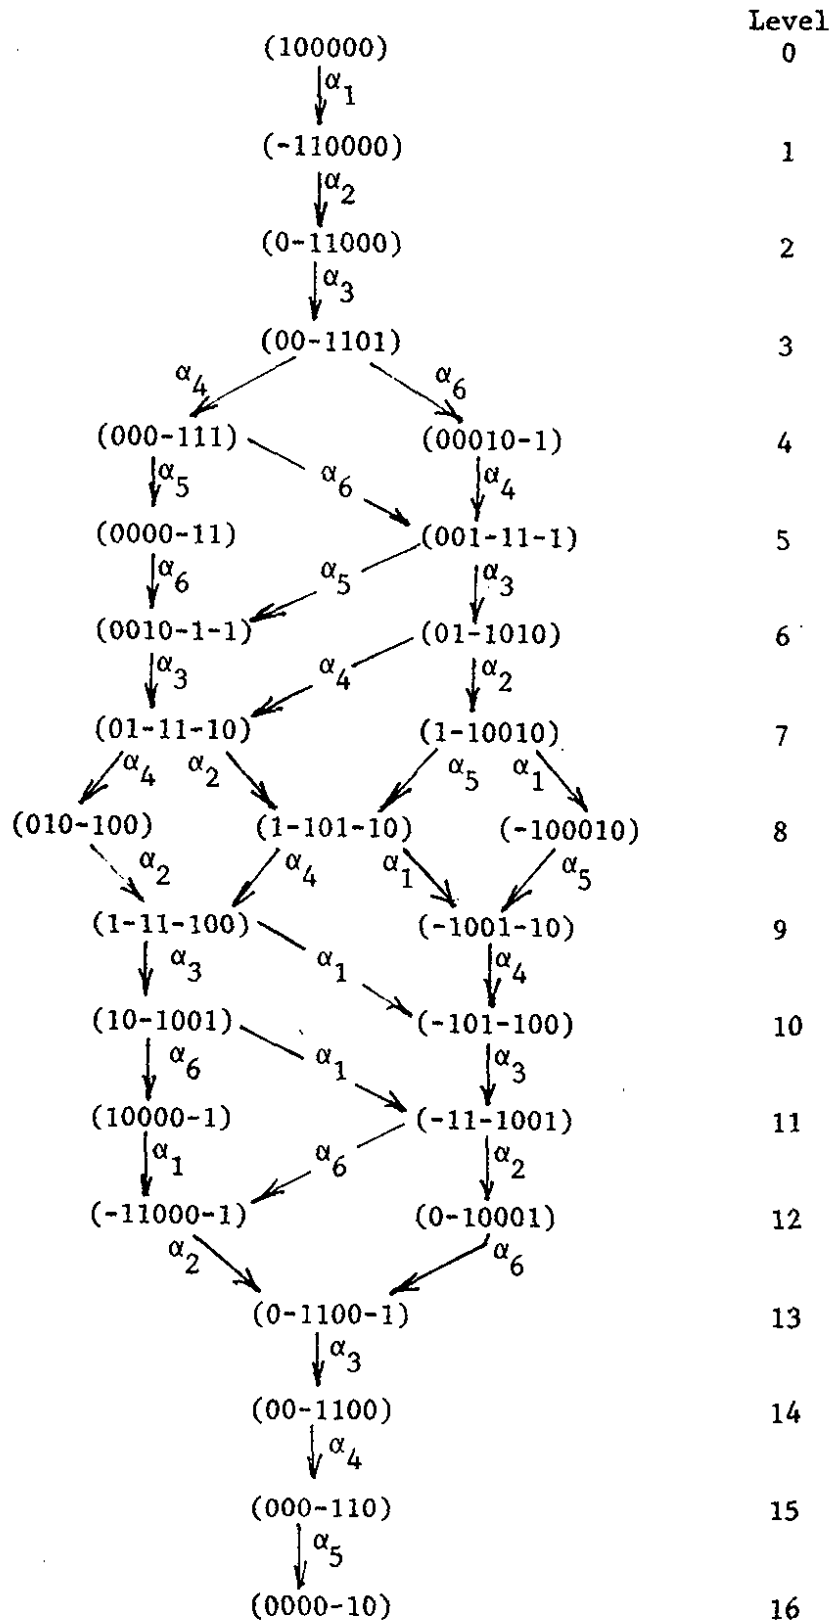 Level
(100000) 0
α1
(-110000) 1
α2
(0-11000) 2
α3
(00-1101) 3
α4 α6
(000-111) (00010-1) 4
α5 α6 α4
(0000-11) (001-11-1) 5
α6 α5 α3
(0010-1-1) (01-1010) 6
α3 α4 α2
(01-11-10) (1-10010) 7
α4 α2 α5 α1
(010-100) (1-101-10) (-100010) 8
α2 α4 α1 α5
(1-11-100) (-1001-10) 9
α3 α1 α4
(10-1001) (-101-100) 10
α6 α1 α3
(10000-1) (-11-1001) 11
α1 α6 α2
(-11000-1) (0-10001) 12
α2 α6
(0-1100-1) 13
α3
(00-1100) 14
α4
(000-110) 15
α5
(0000-10) 16